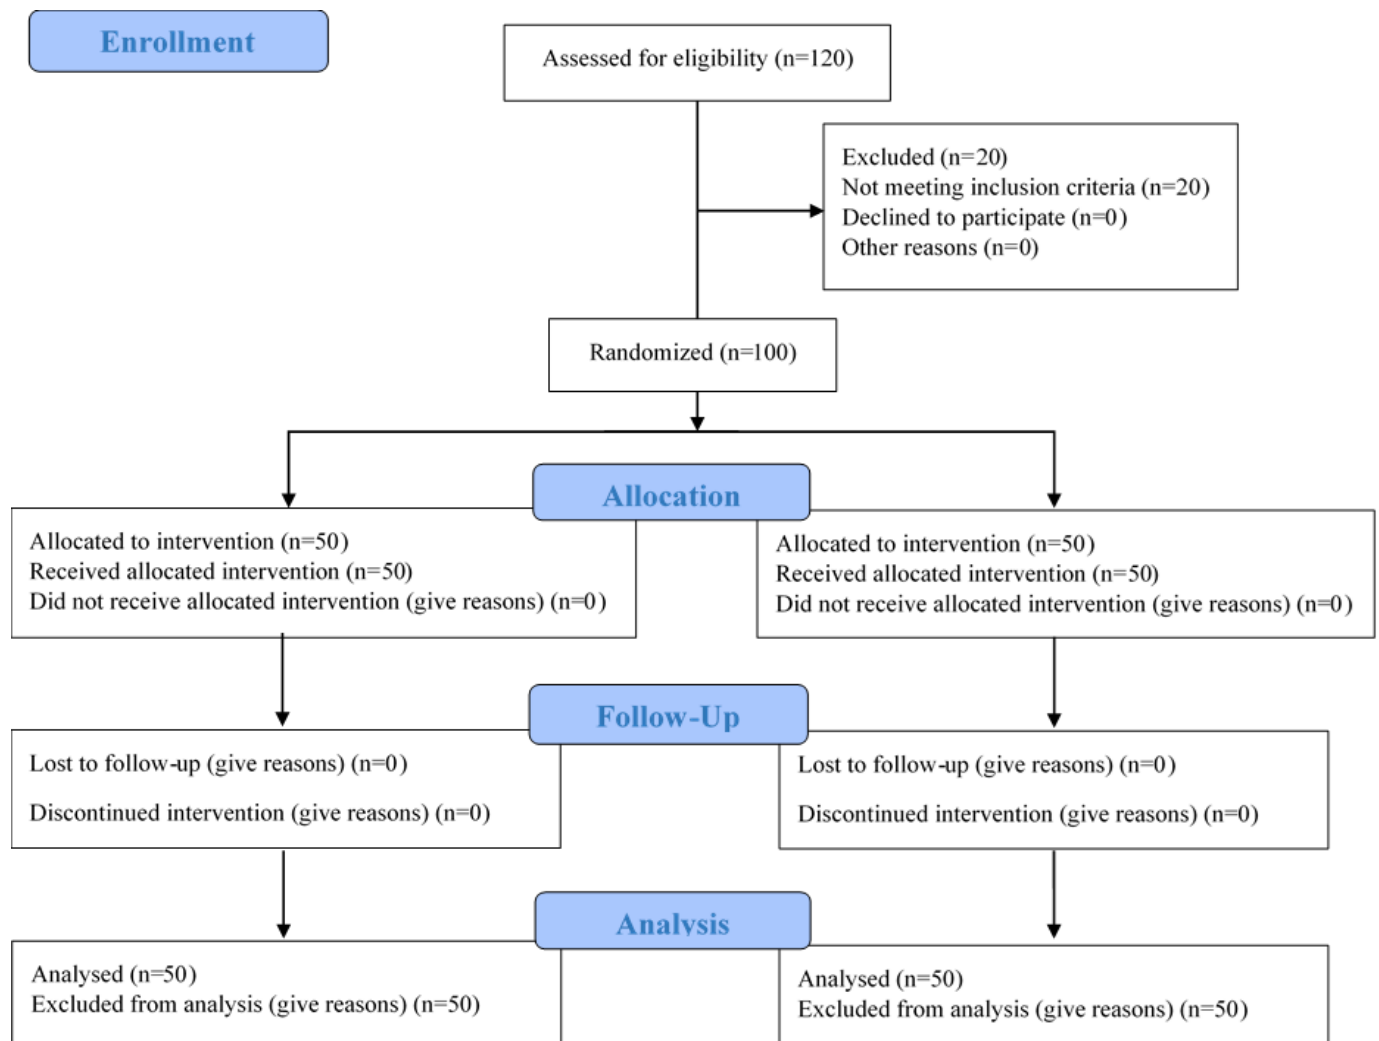 Enrollment
Assessed for eligibility (n=120)
Excluded (n=20)
Not meeting inclusion criteria (n=20)
Declined to participate (n=0)
Other reasons (n=0)
Randomized (n=100)
Allocation
Allocated to intervention (n=50)
Received allocated intervention (n=50)
Did not receive allocated intervention (give reasons) (n=0)
Allocated to intervention (n=50)
Received allocated intervention (n=50)
Did not receive allocated intervention (give reasons) (n=0)
Follow-Up
Lost to follow-up (give reasons) (n=0)
Discontinued intervention (give reasons) (n=0)
Lost to follow-up (give reasons) (n=0)
Discontinued intervention (give reasons) (n=0)
Analysis
Analysed (n=50)
Excluded from analysis (give reasons) (n=50)
Analysed (n=50)
Excluded from analysis (give reasons) (n=50)